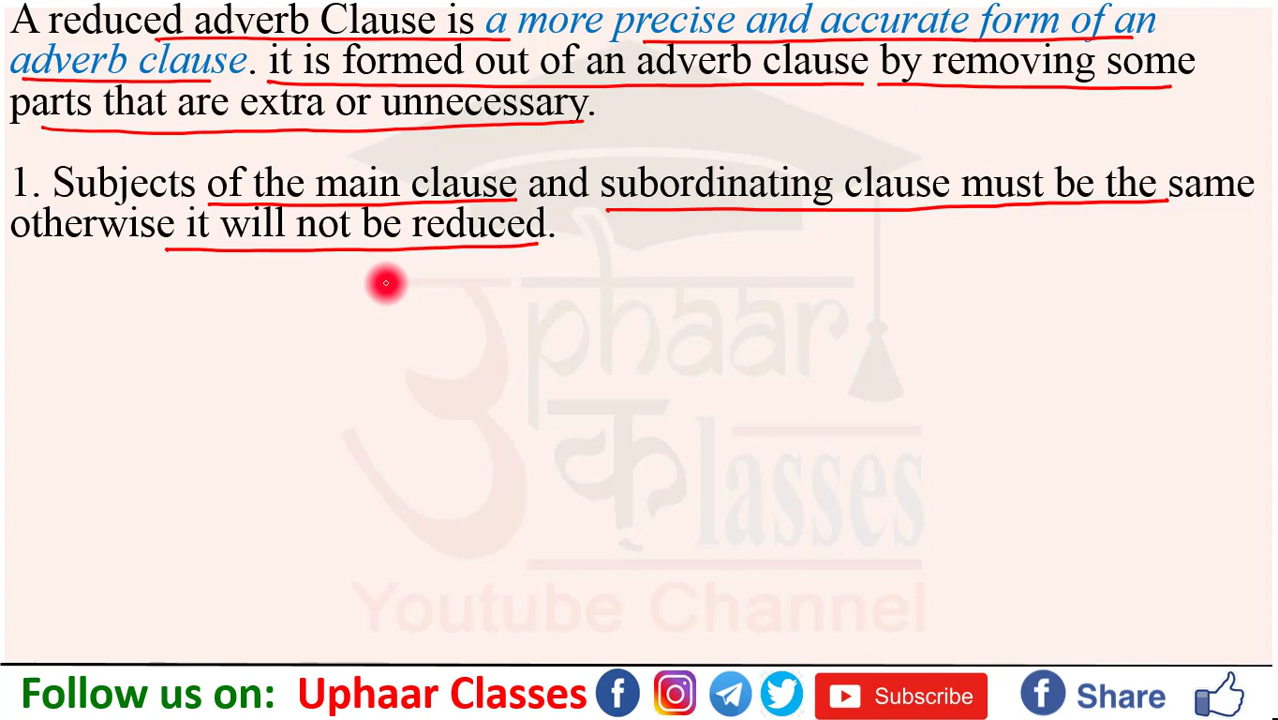 A reduced adverb Clause is a more precise and accurate form of an
adverb clause. it is formed out of an adverb clause by removing some
parts that are extra or unnecessary.
1. Subjects of the main clause and subordinating clause must be the same
otherwise it will not be reduced.
उphaar
कlasses
Youtube Channel
Follow us on: Uphaar Classes Subscribe Share